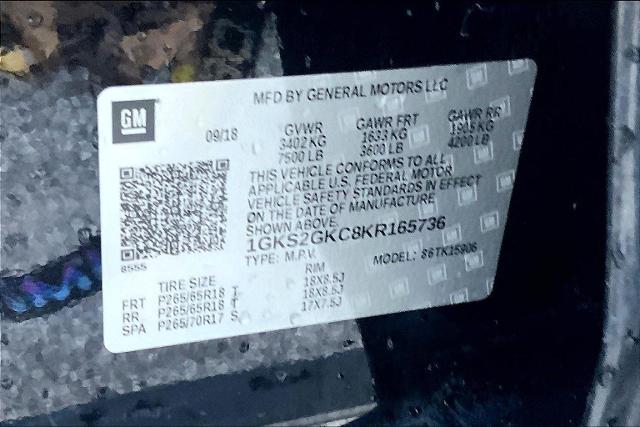 MFD BY GENERAL MOTORS LLC
GM
09/18 GVWR GAWR FRT GAWR RR
3402 KG 1633 KG 1905 KG
7500 LB 3600 LB 4200 LB
THIS VEHICLE CONFORMS TO ALL
APPLICABLE U.S. FEDERAL MOTOR
VEHICLE SAFETY STANDARDS IN EFFECT
ON THE DATE OF MANUFACTURE
SHOWN ABOVE.
1GKS2GKC8KR165736
TYPE: M.P.V. MODEL: 86TK15906
8555
TIRE SIZE RIM
FRT P265/65R18 T 18X8.5J
RR P265/65R18 T 18X8.5J
SPA P265/70R17 S 17X7.5J